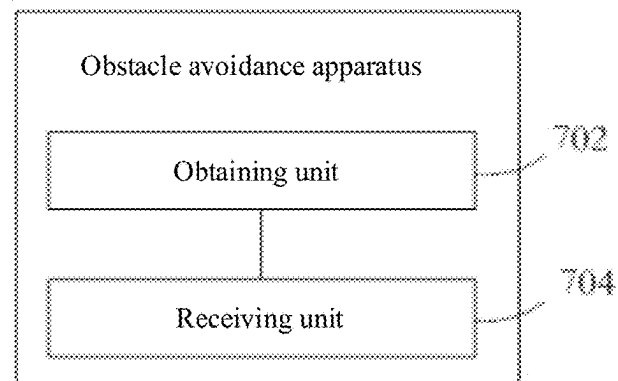 Obstacle avoidance apparatus
Obtaining unit
702
Receiving unit
704